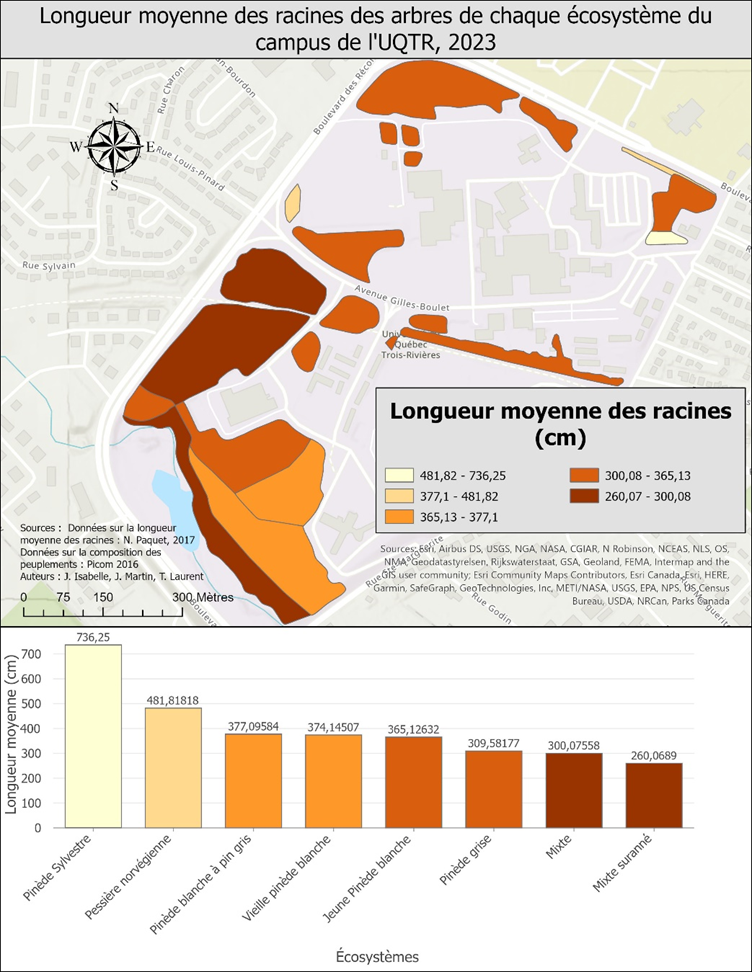 Longueur moyenne des racines des arbres de chaque écosystème du
campus de l'UQTR, 2023
Boulevard des Réco
Rue Charon
n-Bourdon
N
W
E
S
Rue Louis-Pinard
Boulev
Rue Sylvain
Avenue Gilles-Boulet
Univ
Québec
Trois-Rivières
Longueur moyenne des racines
(cm)
481,82 - 736,25
377,1 - 481,82
365,13 - 377,1
300,08 - 365,13
260,07 - 300,08
Sources : Données sur la longueur
moyenne des racines : N. Paquet, 2017
Données sur la composition des
peuplements : Picom 2016
Auteurs : J. Isabelle, J. Martin, T. Laurent
0 75 150 300 Mètres
Boulev
Rue Godin
Sources: Esri, Airbus DS, USGS, NGA, NASA, CGIAR, N Robinson, NCEAS, NLS, OS,
NMA, Geodatastyrelsen, Rijkswaterstaat, GSA, Geoland, FEMA, Intermap and the
GIS user community; Esri Community Maps Contributors, Esri Canada, Esri, HERE,
Garmin, SafeGraph, GeoTechnologies, Inc, METI/NASA, USGS, EPA, NPS, US Census
Bureau, USDA, NRCan, Parks Canada
Longueur moyenne (cm)
700
600
500
400
300
200
100
0
736,25
481,81818
377,09584
374,14507
365,12632
309,58177
300,07558
260,0689
Pinède Sylvestre
Pessière norvégienne
Pinède blanche à pin gris
Vieille pinède blanche
Jeune Pinède blanche
Pinède grise
Mixte
Mixte suranné
Écosystèmes